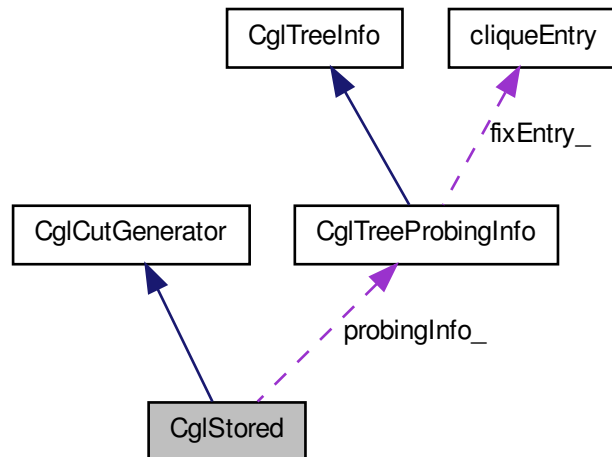 CglTreeInfo
cliqueEntry
fixEntry_
CglCutGenerator
CglTreeProbingInfo
probingInfo_
CglStored